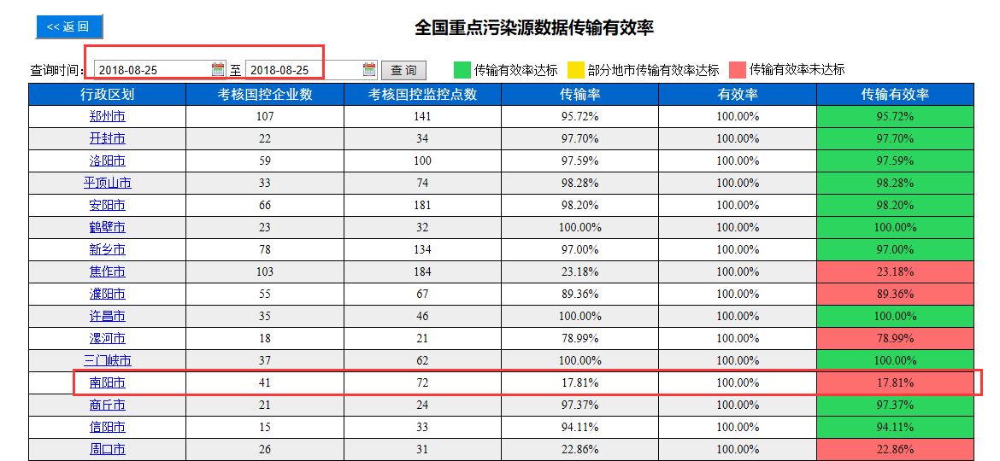 << 返 回
全国重点污染源数据传输有效率
查询时间： 2018-08-25 至 2018-08-25 查 询 传输有效率达标 部分地市传输有效率达标 传输有效率未达标
行政区划 考核国控企业数 考核国控监控点数 传输率 有效率 传输有效率
郑州市 107 141 95.72% 100.00% 95.72%
开封市 22 34 97.70% 100.00% 97.70%
洛阳市 59 100 97.59% 100.00% 97.59%
平顶山市 33 74 98.28% 100.00% 98.28%
安阳市 66 181 98.20% 100.00% 98.20%
鹤壁市 23 32 100.00% 100.00% 100.00%
新乡市 78 134 97.00% 100.00% 97.00%
焦作市 103 184 23.18% 100.00% 23.18%
濮阳市 55 67 89.36% 100.00% 89.36%
许昌市 35 46 100.00% 100.00% 100.00%
漯河市 18 21 78.99% 100.00% 78.99%
三门峡市 37 62 100.00% 100.00% 100.00%
南阳市 41 72 17.81% 100.00% 17.81%
商丘市 21 24 97.37% 100.00% 97.37%
信阳市 15 33 94.11% 100.00% 94.11%
周口市 26 31 22.86% 100.00% 22.86%